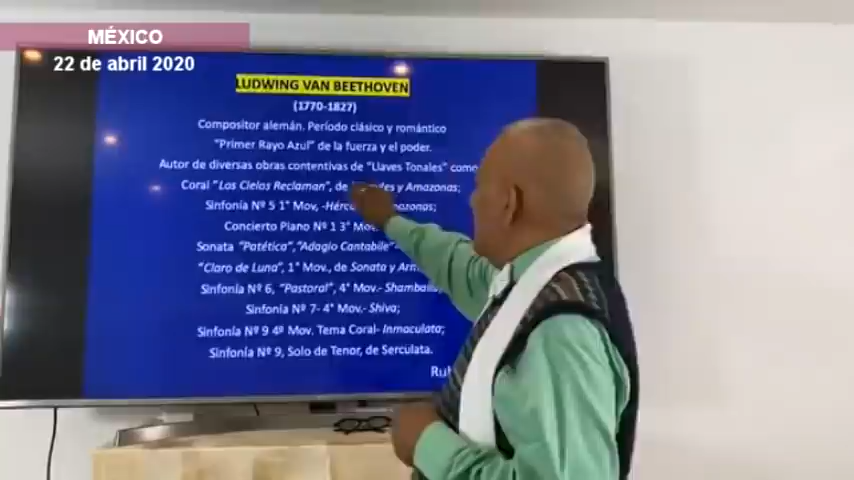 MÉXICO
22 de abril 2020
LUDWING VAN BEETHOVEN
(1770-1827)
Compositor alemán. Período clásico y romántico
"Primer Rayo Azul" de la fuerza y el poder.
Autor de diversas obras contentivas de "Llaves Tonales" como
Coral "Los Cielos Reclaman", de y Amazonas;
Sinfonía Nº 5 1° Mov,
Concierto Piano Nº 1 3° Mov.
Sonata "Patética","Adagio Cantabile"
"Claro de Luna", 1° Mov., de Sonata y
Sinfonía Nº 6, "Pastoral", 4° Mov.- Shamballa;
Sinfonía Nº 7- 4° Mov.- Shiva;
Sinfonía Nº 9 4º Mov. Tema Coral- Inmaculata;
Sinfonía Nº 9, Solo de Tenor, de Serculata.